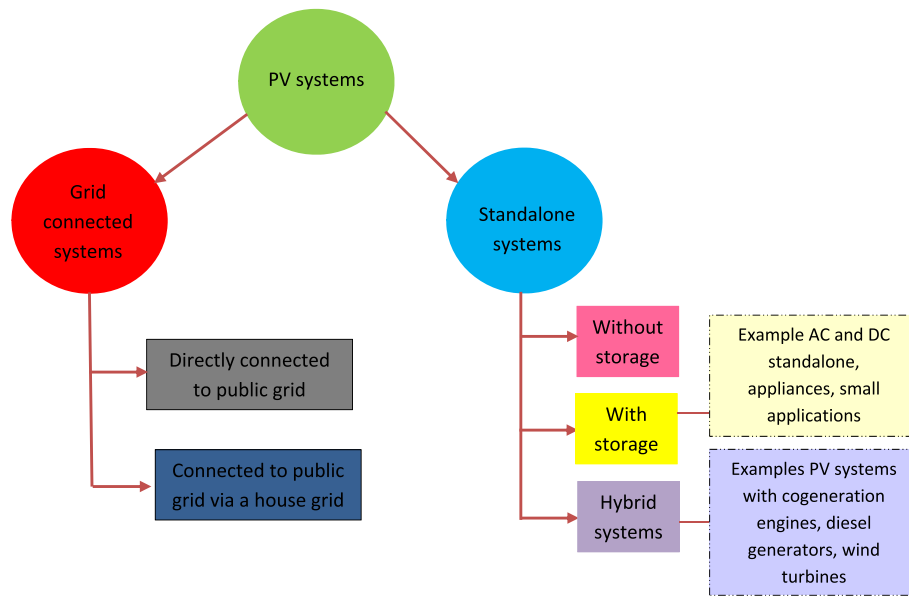 PV systems
Grid
connected
systems
Standalone
systems
Directly connected
to public grid
Connected to public
grid via a house grid
Without
storage
With
storage
Hybrid
systems
Example AC and DC
standalone,
appliances, small
applications
Examples PV systems
with cogeneration
engines, diesel
generators, wind
turbines